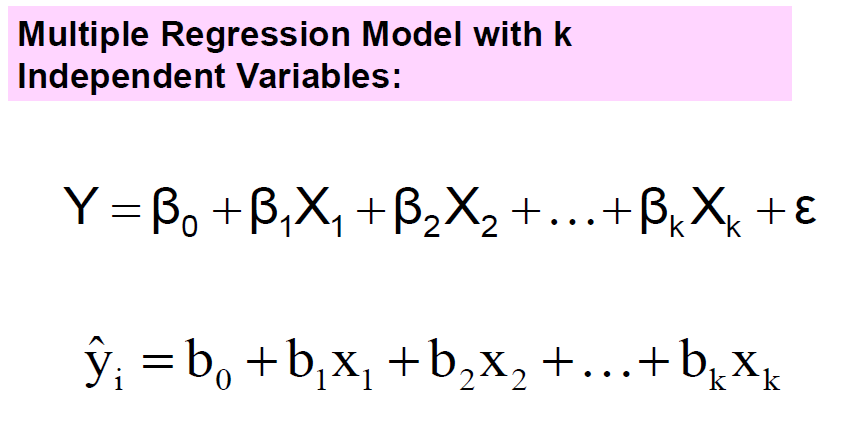 Multiple Regression Model with k
Independent Variables:
Y = β₀ + β₁X₁ + β₂X₂ + … + βₖXₖ + ε
ŷᵢ = b₀ + b₁x₁ + b₂x₂ + … + bₖxₖ